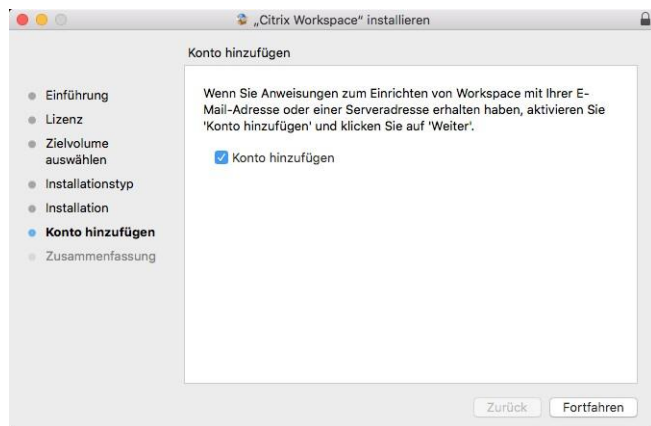 „Citrix Workspace“ installieren
Konto hinzufügen
Einführung
Lizenz
Zielvolume
auswählen
Installationstyp
Installation
Konto hinzufügen
Zusammenfassung
Wenn Sie Anweisungen zum Einrichten von Workspace mit Ihrer E-
Mail-Adresse oder einer Serveradresse erhalten haben, aktivieren Sie
'Konto hinzufügen' und klicken Sie auf 'Weiter'.
Konto hinzufügen
Zurück
Fortfahren